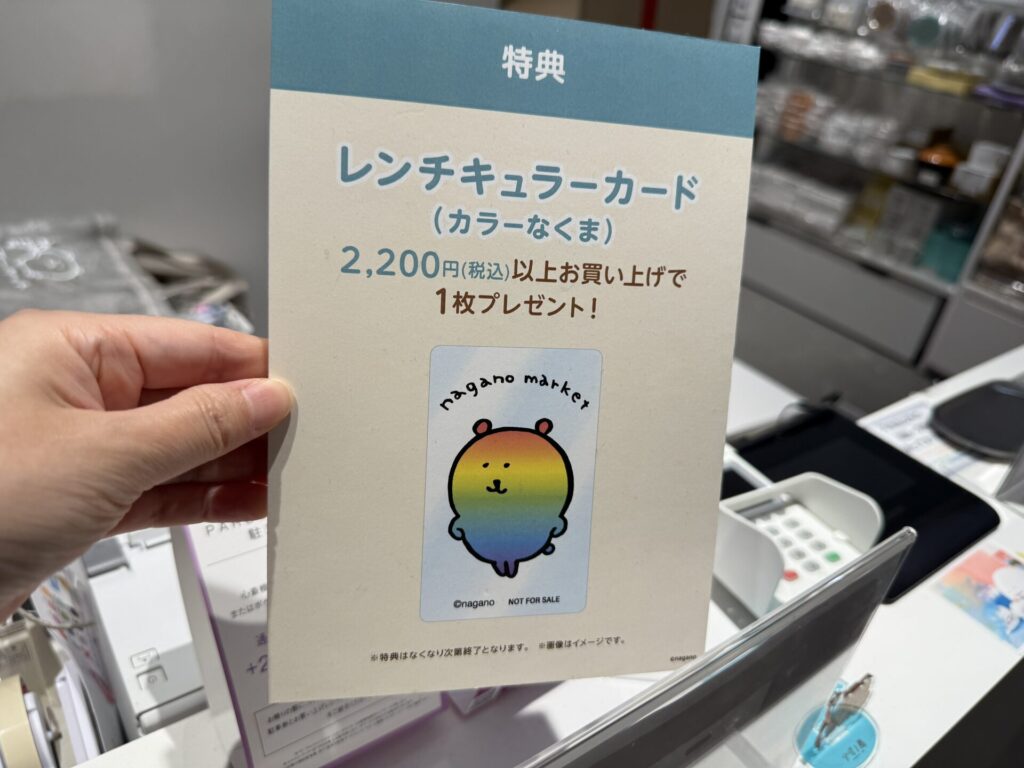 特典
レンチキュラーカード
(カラーなくま)
2,200円(税込)以上お買い上げで
1枚プレゼント!
nagano market
©nagano NOT FOR SALE
※特典はなくなり次第終了となります。 ※画像はイメージです。
©nagano